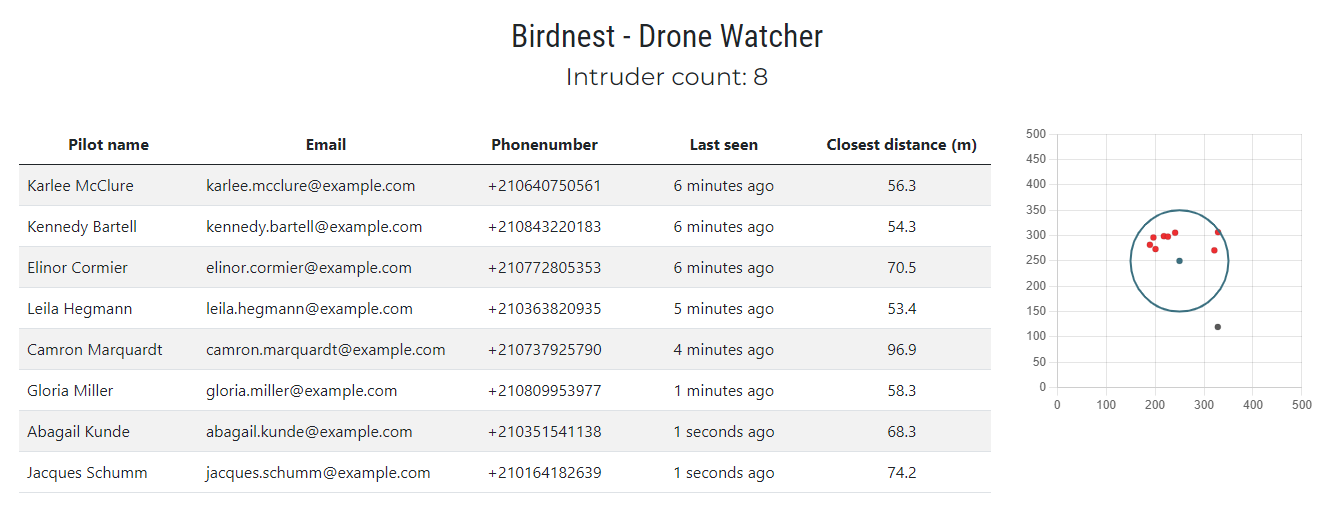 Birdnest - Drone Watcher
Intruder count: 8
Pilot name Email Phonenumber Last seen Closest distance (m)
Karlee McClure karlee.mcclure@example.com +210640750561 6 minutes ago 56.3
Kennedy Bartell kennedy.bartell@example.com +210843220183 6 minutes ago 54.3
Elinor Cormier elinor.cormier@example.com +210772805353 6 minutes ago 70.5
Leila Hegmann leila.hegmann@example.com +210363820935 5 minutes ago 53.4
Camron Marquardt camron.marquardt@example.com +210737925790 4 minutes ago 96.9
Gloria Miller gloria.miller@example.com +210809953977 1 minutes ago 58.3
Abagail Kunde abagail.kunde@example.com +210351541138 1 seconds ago 68.3
Jacques Schumm jacques.schumm@example.com +210164182639 1 seconds ago 74.2
500
450
400
350
300
250
200
150
100
50
0
0 100 200 300 400 500